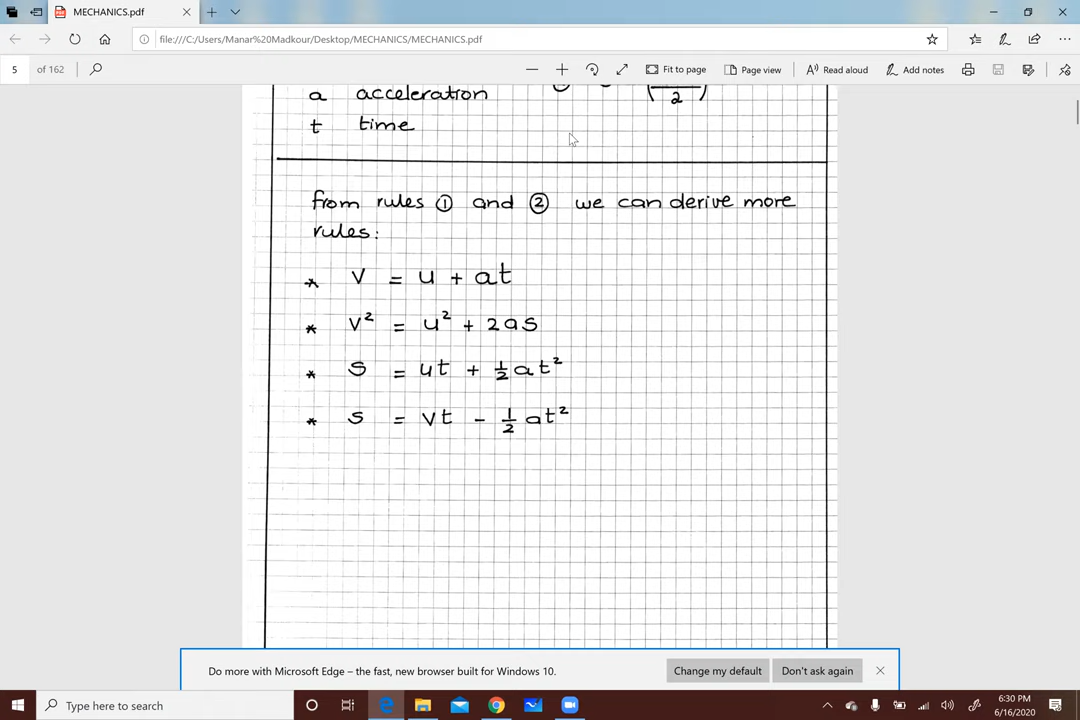 MECHANICS.pdf
file:///C:/Users/Manar%20Madkour/Desktop/MECHANICS/MECHANICS.pdf
5 of 162
Fit to page
Page view
Read aloud
Add notes
a acceleration
2
t time
from rules ① and ② we can derive more
rules:
* v = u + at
* v² = u² + 2as
* s = ut + ½at²
* s = vt - ½at²
Do more with Microsoft Edge – the fast, new browser built for Windows 10.
Change my default
Don't ask again
Type here to search
6:30 PM
6/16/2020